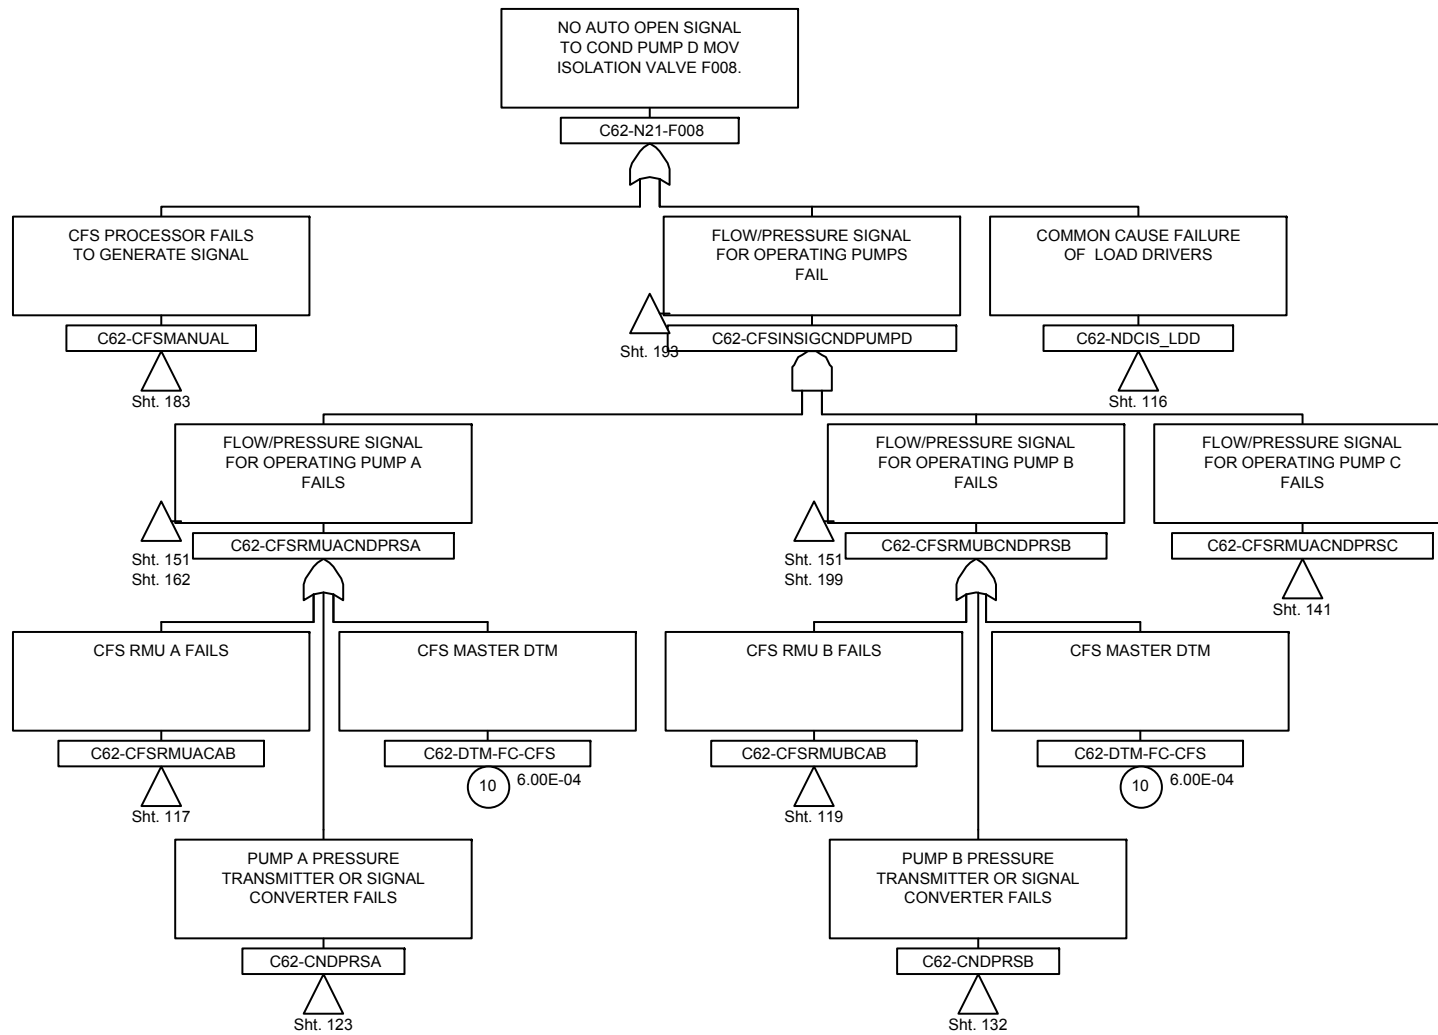 NO AUTO OPEN SIGNAL
TO COND PUMP D MOV
ISOLATION VALVE F008.
C62-N21-F008
CFS PROCESSOR FAILS
TO GENERATE SIGNAL
C62-CFSMANUAL
Sht. 183
FLOW/PRESSURE SIGNAL
FOR OPERATING PUMPS
FAIL
Sht. 193
C62-CFSINSIGCNDPUMPD
COMMON CAUSE FAILURE
OF LOAD DRIVERS
C62-NDCIS_LDD
Sht. 116
FLOW/PRESSURE SIGNAL
FOR OPERATING PUMP A
FAILS
C62-CFSRMUACNDPRSA
Sht. 151
Sht. 162
FLOW/PRESSURE SIGNAL
FOR OPERATING PUMP B
FAILS
C62-CFSRMUBCNDPRSB
Sht. 151
Sht. 199
FLOW/PRESSURE SIGNAL
FOR OPERATING PUMP C
FAILS
C62-CFSRMUACNDPRSC
Sht. 141
CFS RMU A FAILS
C62-CFSRMUACAB
Sht. 117
CFS MASTER DTM
C62-DTM-FC-CFS
10
6.00E-04
CFS RMU B FAILS
C62-CFSRMUBCAB
Sht. 119
CFS MASTER DTM
C62-DTM-FC-CFS
10
6.00E-04
PUMP A PRESSURE
TRANSMITTER OR SIGNAL
CONVERTER FAILS
C62-CNDPRSA
Sht. 123
PUMP B PRESSURE
TRANSMITTER OR SIGNAL
CONVERTER FAILS
C62-CNDPRSB
Sht. 132